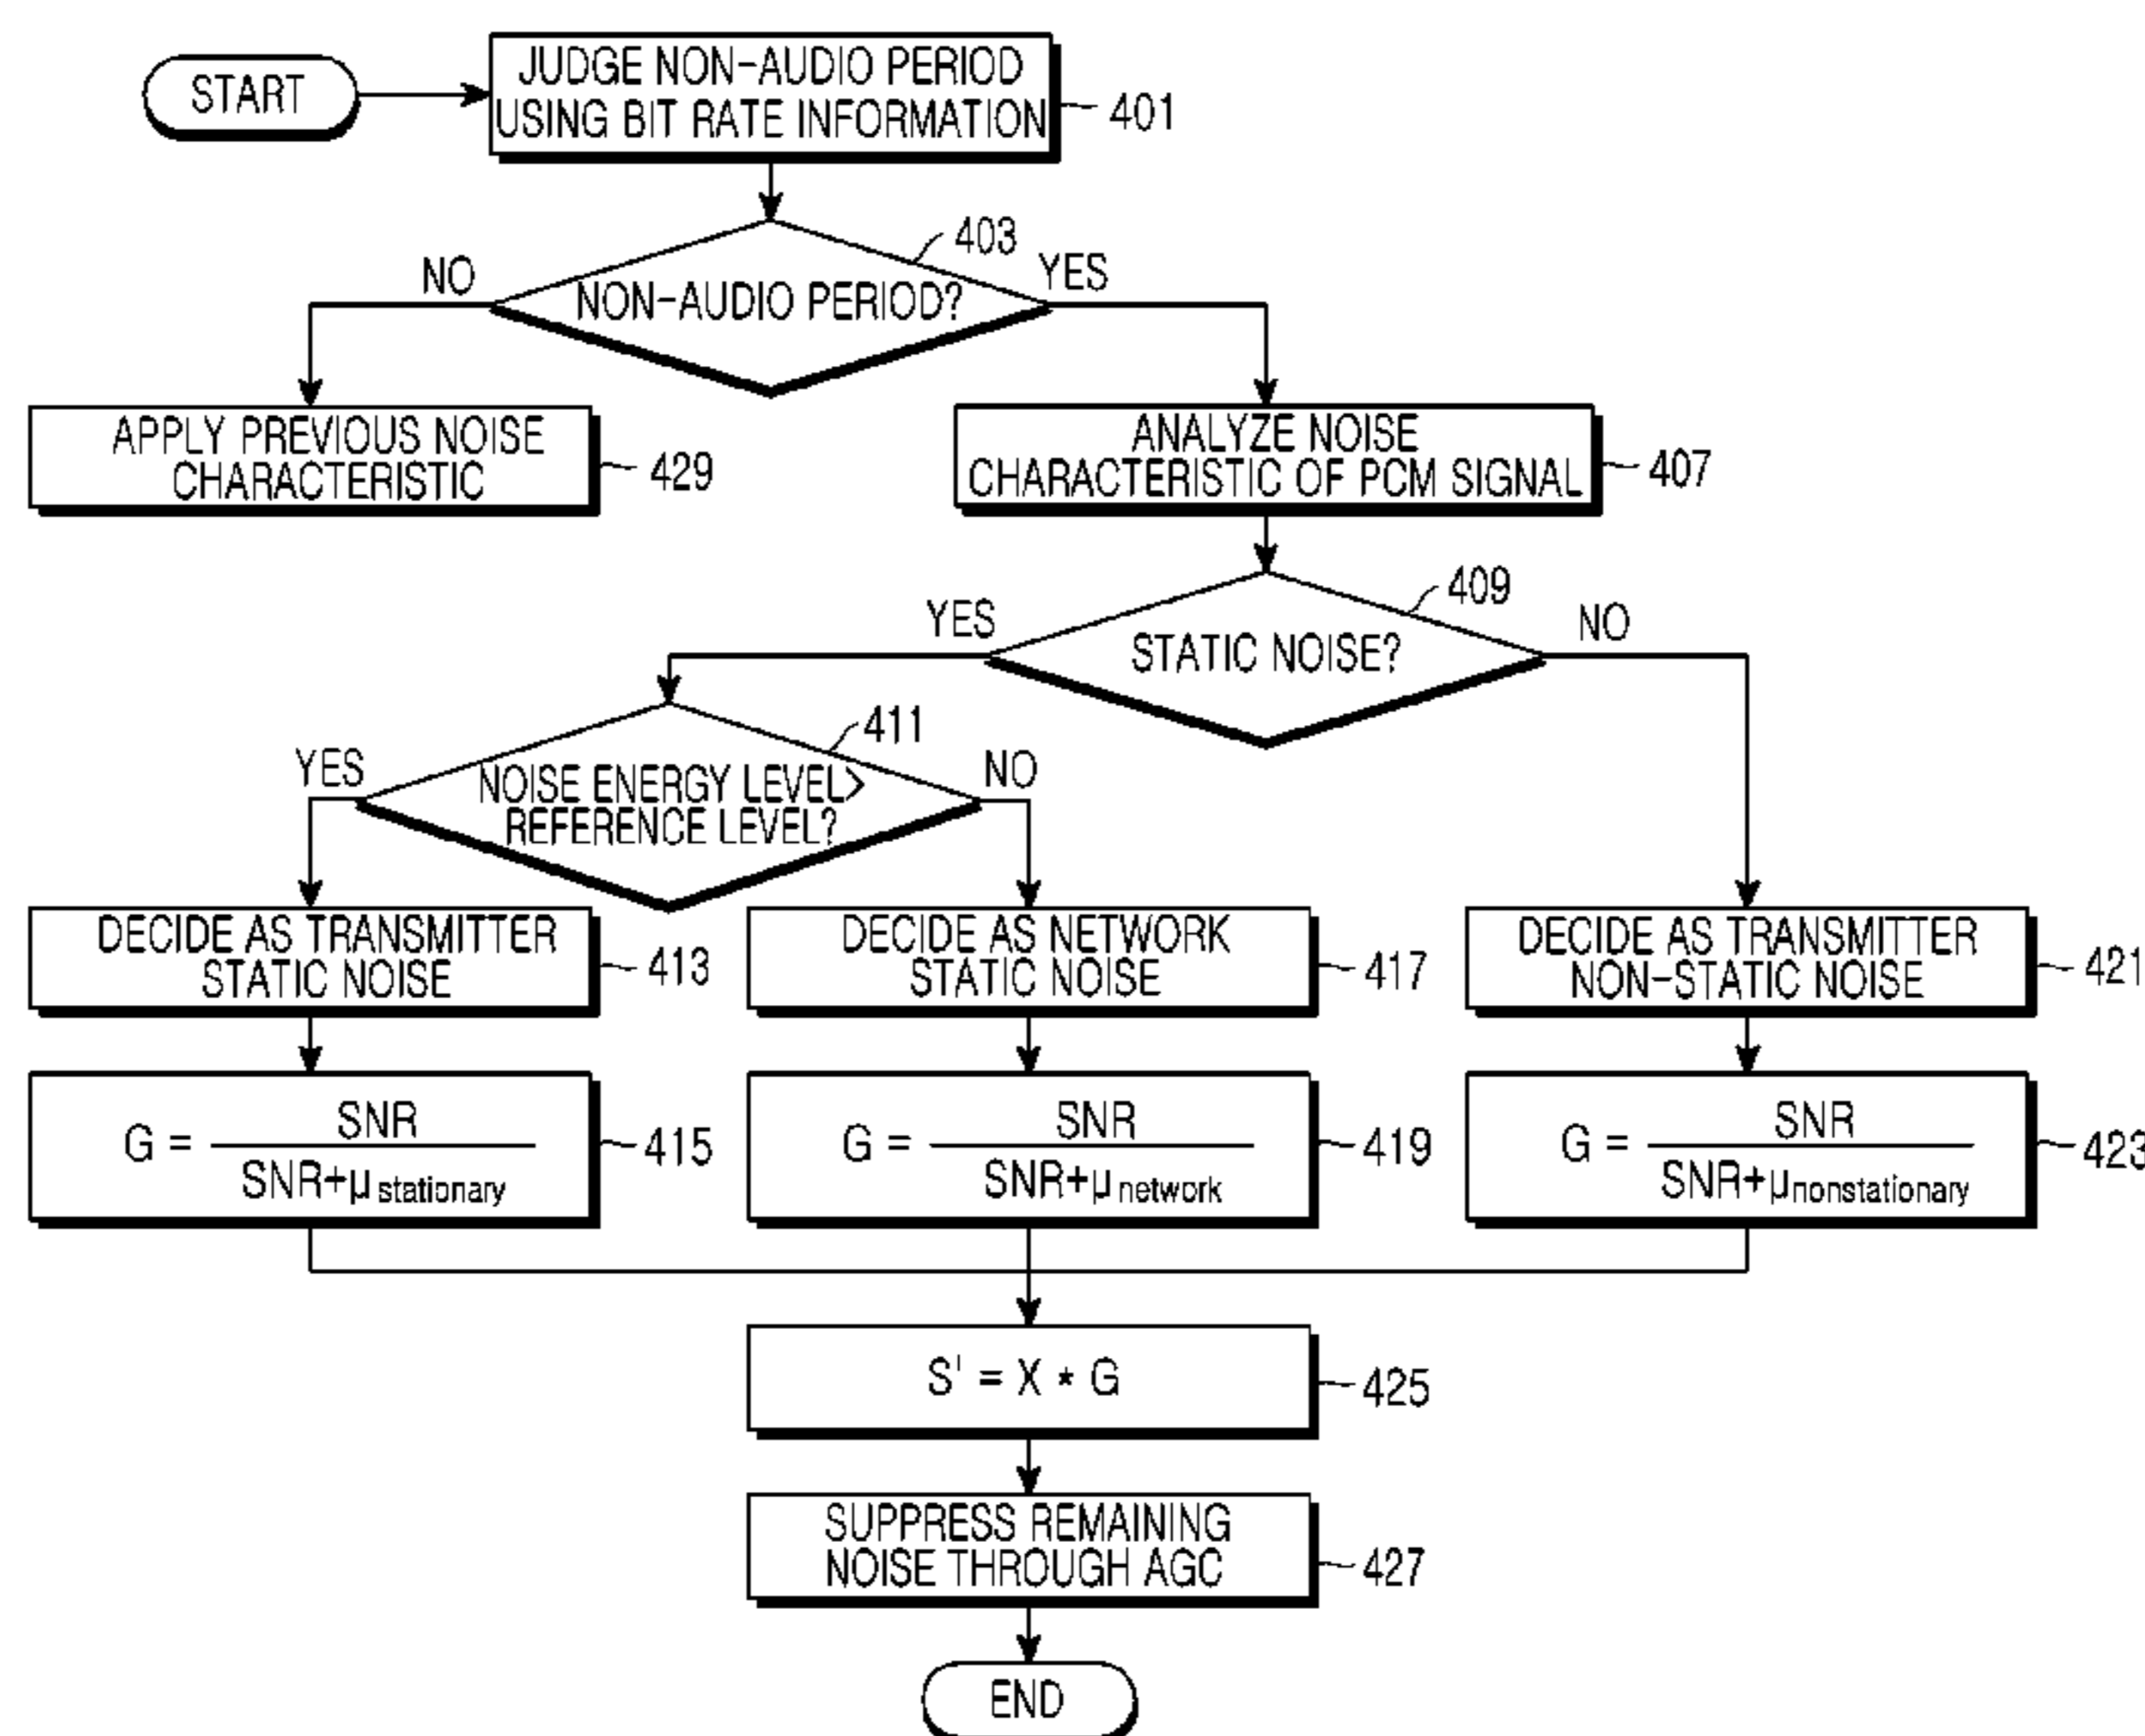 START
JUDGE NON-AUDIO PERIOD
USING BIT RATE INFORMATION
401
403
NO
YES
NON-AUDIO PERIOD?
APPLY PREVIOUS NOISE
CHARACTERISTIC
429
ANALYZE NOISE
CHARACTERISTIC OF PCM SIGNAL
407
409
YES
NO
STATIC NOISE?
411
YES
NO
NOISE ENERGY LEVEL>
REFERENCE LEVEL?
DECIDE AS TRANSMITTER
STATIC NOISE
413
DECIDE AS NETWORK
STATIC NOISE
417
DECIDE AS TRANSMITTER
NON-STATIC NOISE
421
G = SNR
SNR+μ stationary
415
G = SNR
SNR+μ network
419
G = SNR
SNR+μ nonstationary
423
S' = X * G
425
SUPPRESS REMAINING
NOISE THROUGH AGC
427
END